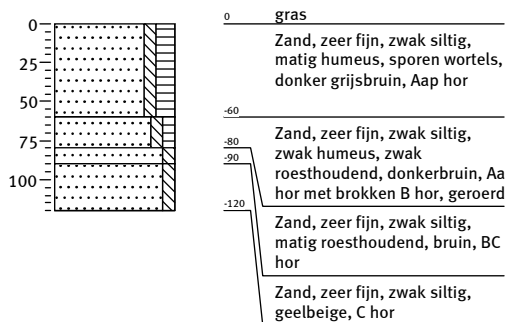 0
25
50
75
100
0
gras
Zand, zeer fijn, zwak siltig,
matig humeus, sporen wortels,
donker grijsbruin, Aap hor
-60
Zand, zeer fijn, zwak siltig,
zwak humeus, zwak
roesthoudend, donkerbruin, Aa
hor met brokken B hor, geroerd
-80
Zand, zeer fijn, zwak siltig,
matig roesthoudend, bruin, BC
hor
-90
Zand, zeer fijn, zwak siltig,
geelbeige, C hor
-120